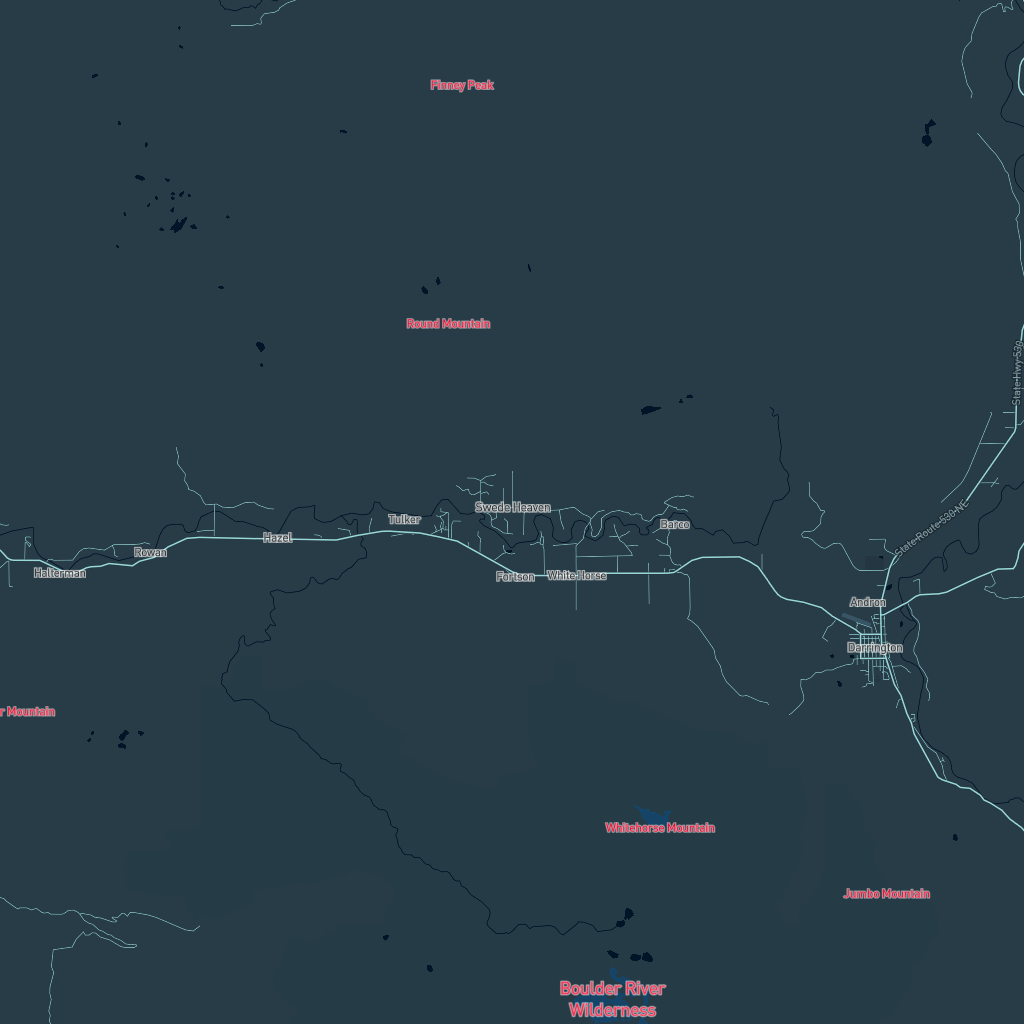 Finney Peak
Round Mountain
State Hwy 530
Swede Heaven
Tulker
Barco
State Route 530 NE
Hazel
Rowan
Halterman
Fortson
White Horse
Andron
Darrington
r Mountain
Whitehorse Mountain
Jumbo Mountain
Boulder River
Wilderness